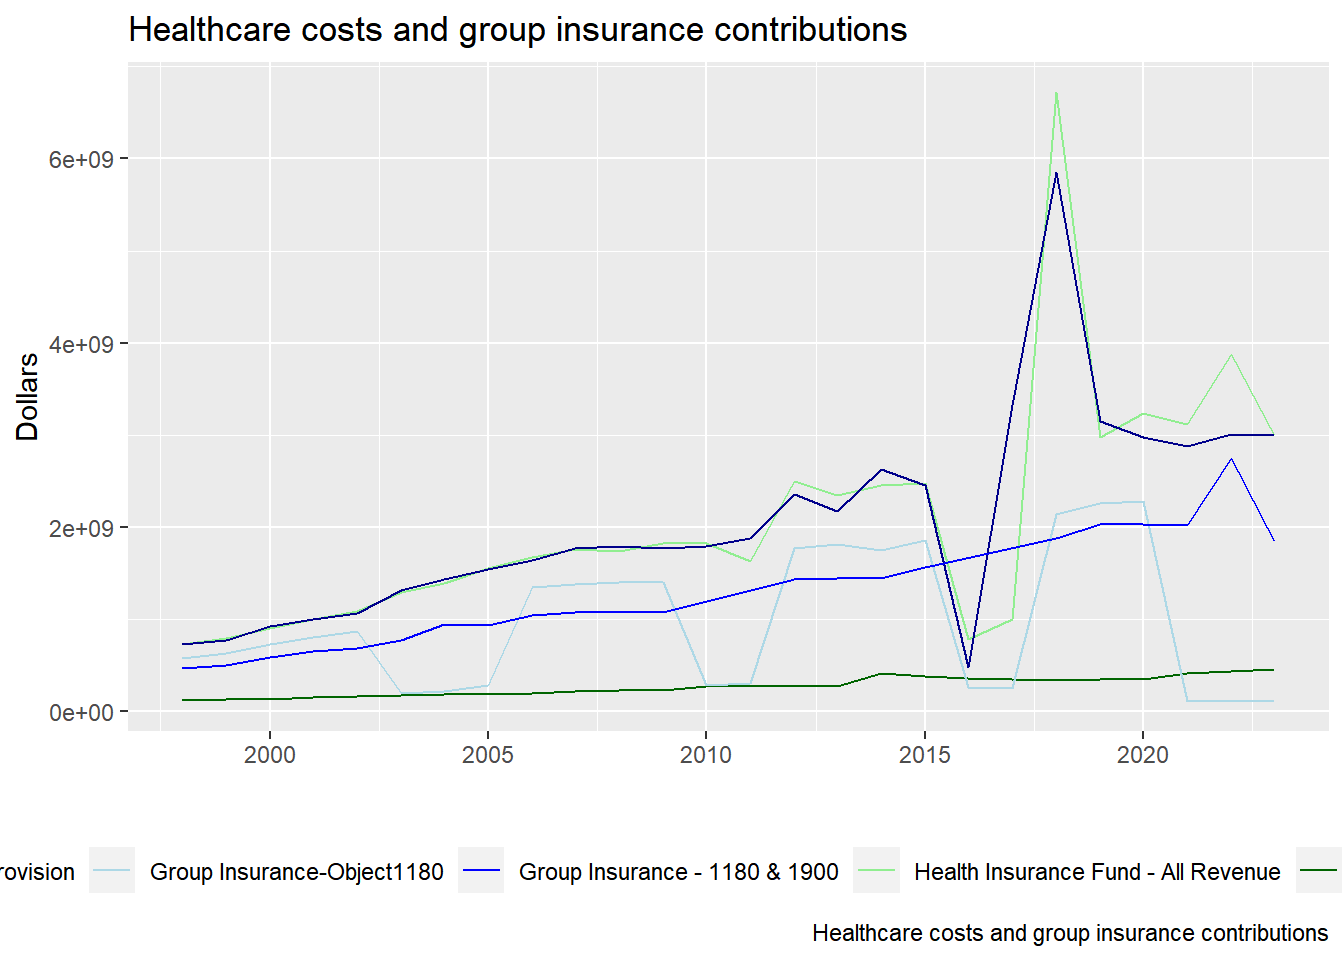 Healthcare costs and group insurance contributions
6e+09
4e+09
2e+09
0e+00
Dollars
2000 2005 2010 2015 2020
rovision Group Insurance-Object1180 Group Insurance - 1180 & 1900 Health Insurance Fund - All Revenue
Healthcare costs and group insurance contributions